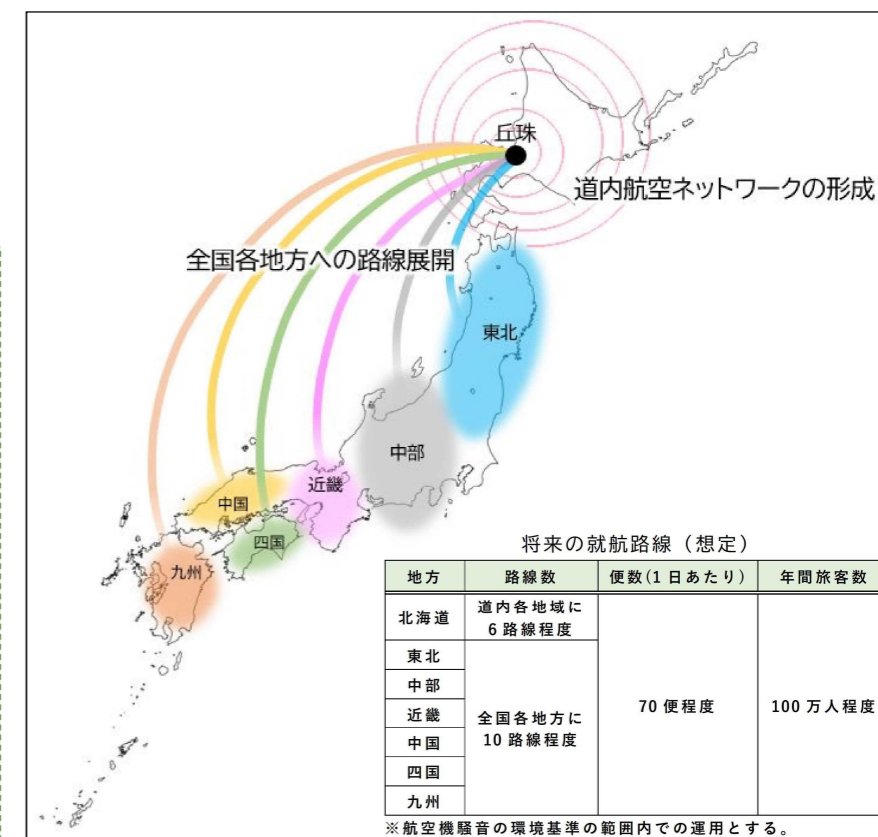 丘珠
道内航空ネットワークの形成
全国各地方への路線展開
東北
中部
近畿
中国
四国
九州
将来の就航路線（想定）
地方 路線数 便数(1日あたり) 年間旅客数
北海道 道内各地域に
6路線程度
東北
中部
近畿 全国各地方に
10路線程度 70便程度 100万人程度
中国
四国
九州
※航空機騒音の環境基準の範囲内での運用とする。